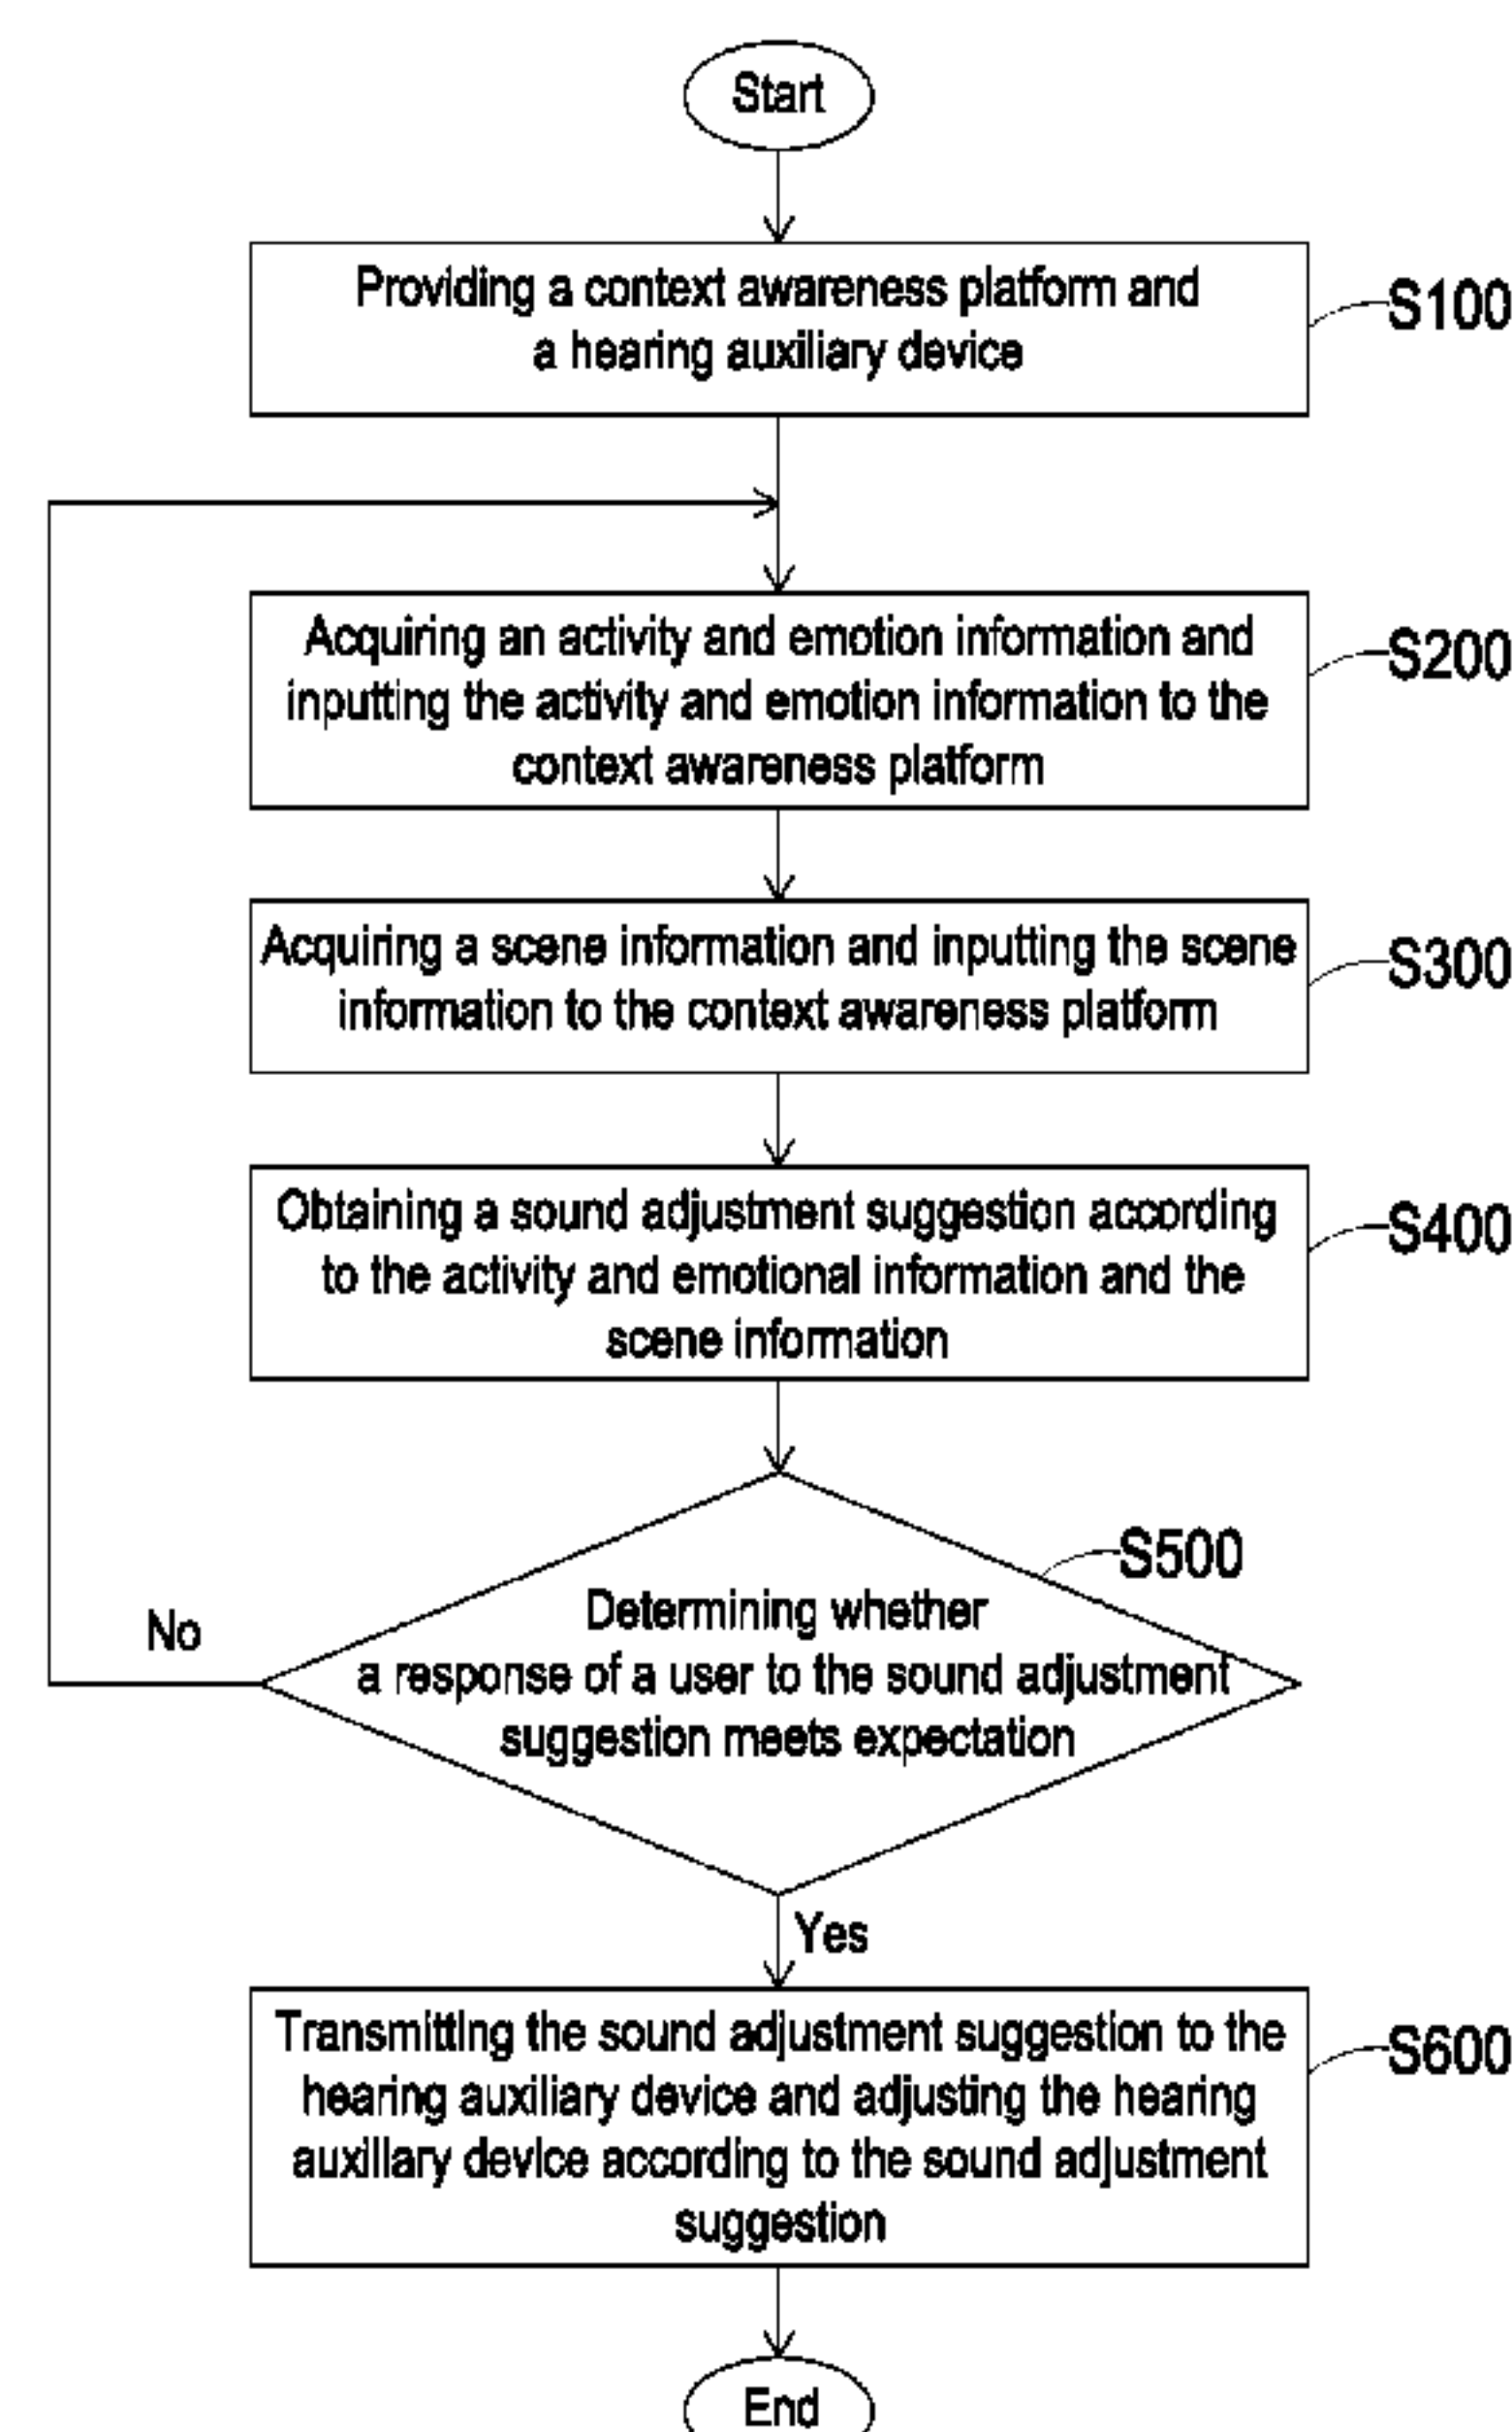 Start
Providing a context awareness platform and
a hearing auxiliary device
S100
Acquiring an activity and emotion information and
inputting the activity and emotion information to the
context awareness platform
S200
Acquiring a scene information and inputting the scene
information to the context awareness platform
S300
Obtaining a sound adjustment suggestion according
to the activity and emotional information and the
scene information
S400
Determining whether
a response of a user to the sound adjustment
suggestion meets expectation
S500
No
Yes
Transmitting the sound adjustment suggestion to the
hearing auxiliary device and adjusting the hearing
auxiliary device according to the sound adjustment
suggestion
S600
End